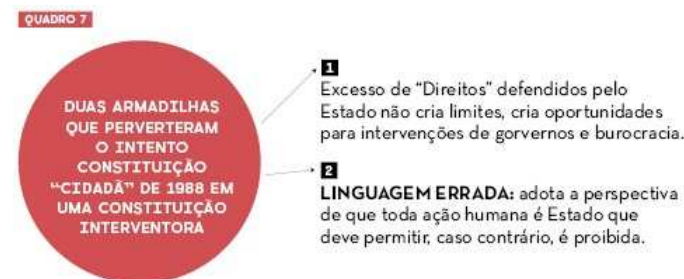 QUADRO 7
DUAS ARMADILHAS
QUE PERVERTERAM
O INTENTO
CONSTITUIÇÃO
“CIDADÃ” DE 1988 EM
UMA CONSTITUIÇÃO
INTERVENTORA
1
Excesso de “Direitos” defendidos pelo
Estado não cria limites, cria oportunidades
para intervenções de gorvernos e burocracia.
2
LINGUAGEM ERRADA: adota a perspectiva
de que toda ação humana é Estado que
deve permitir, caso contrário, é proibida.